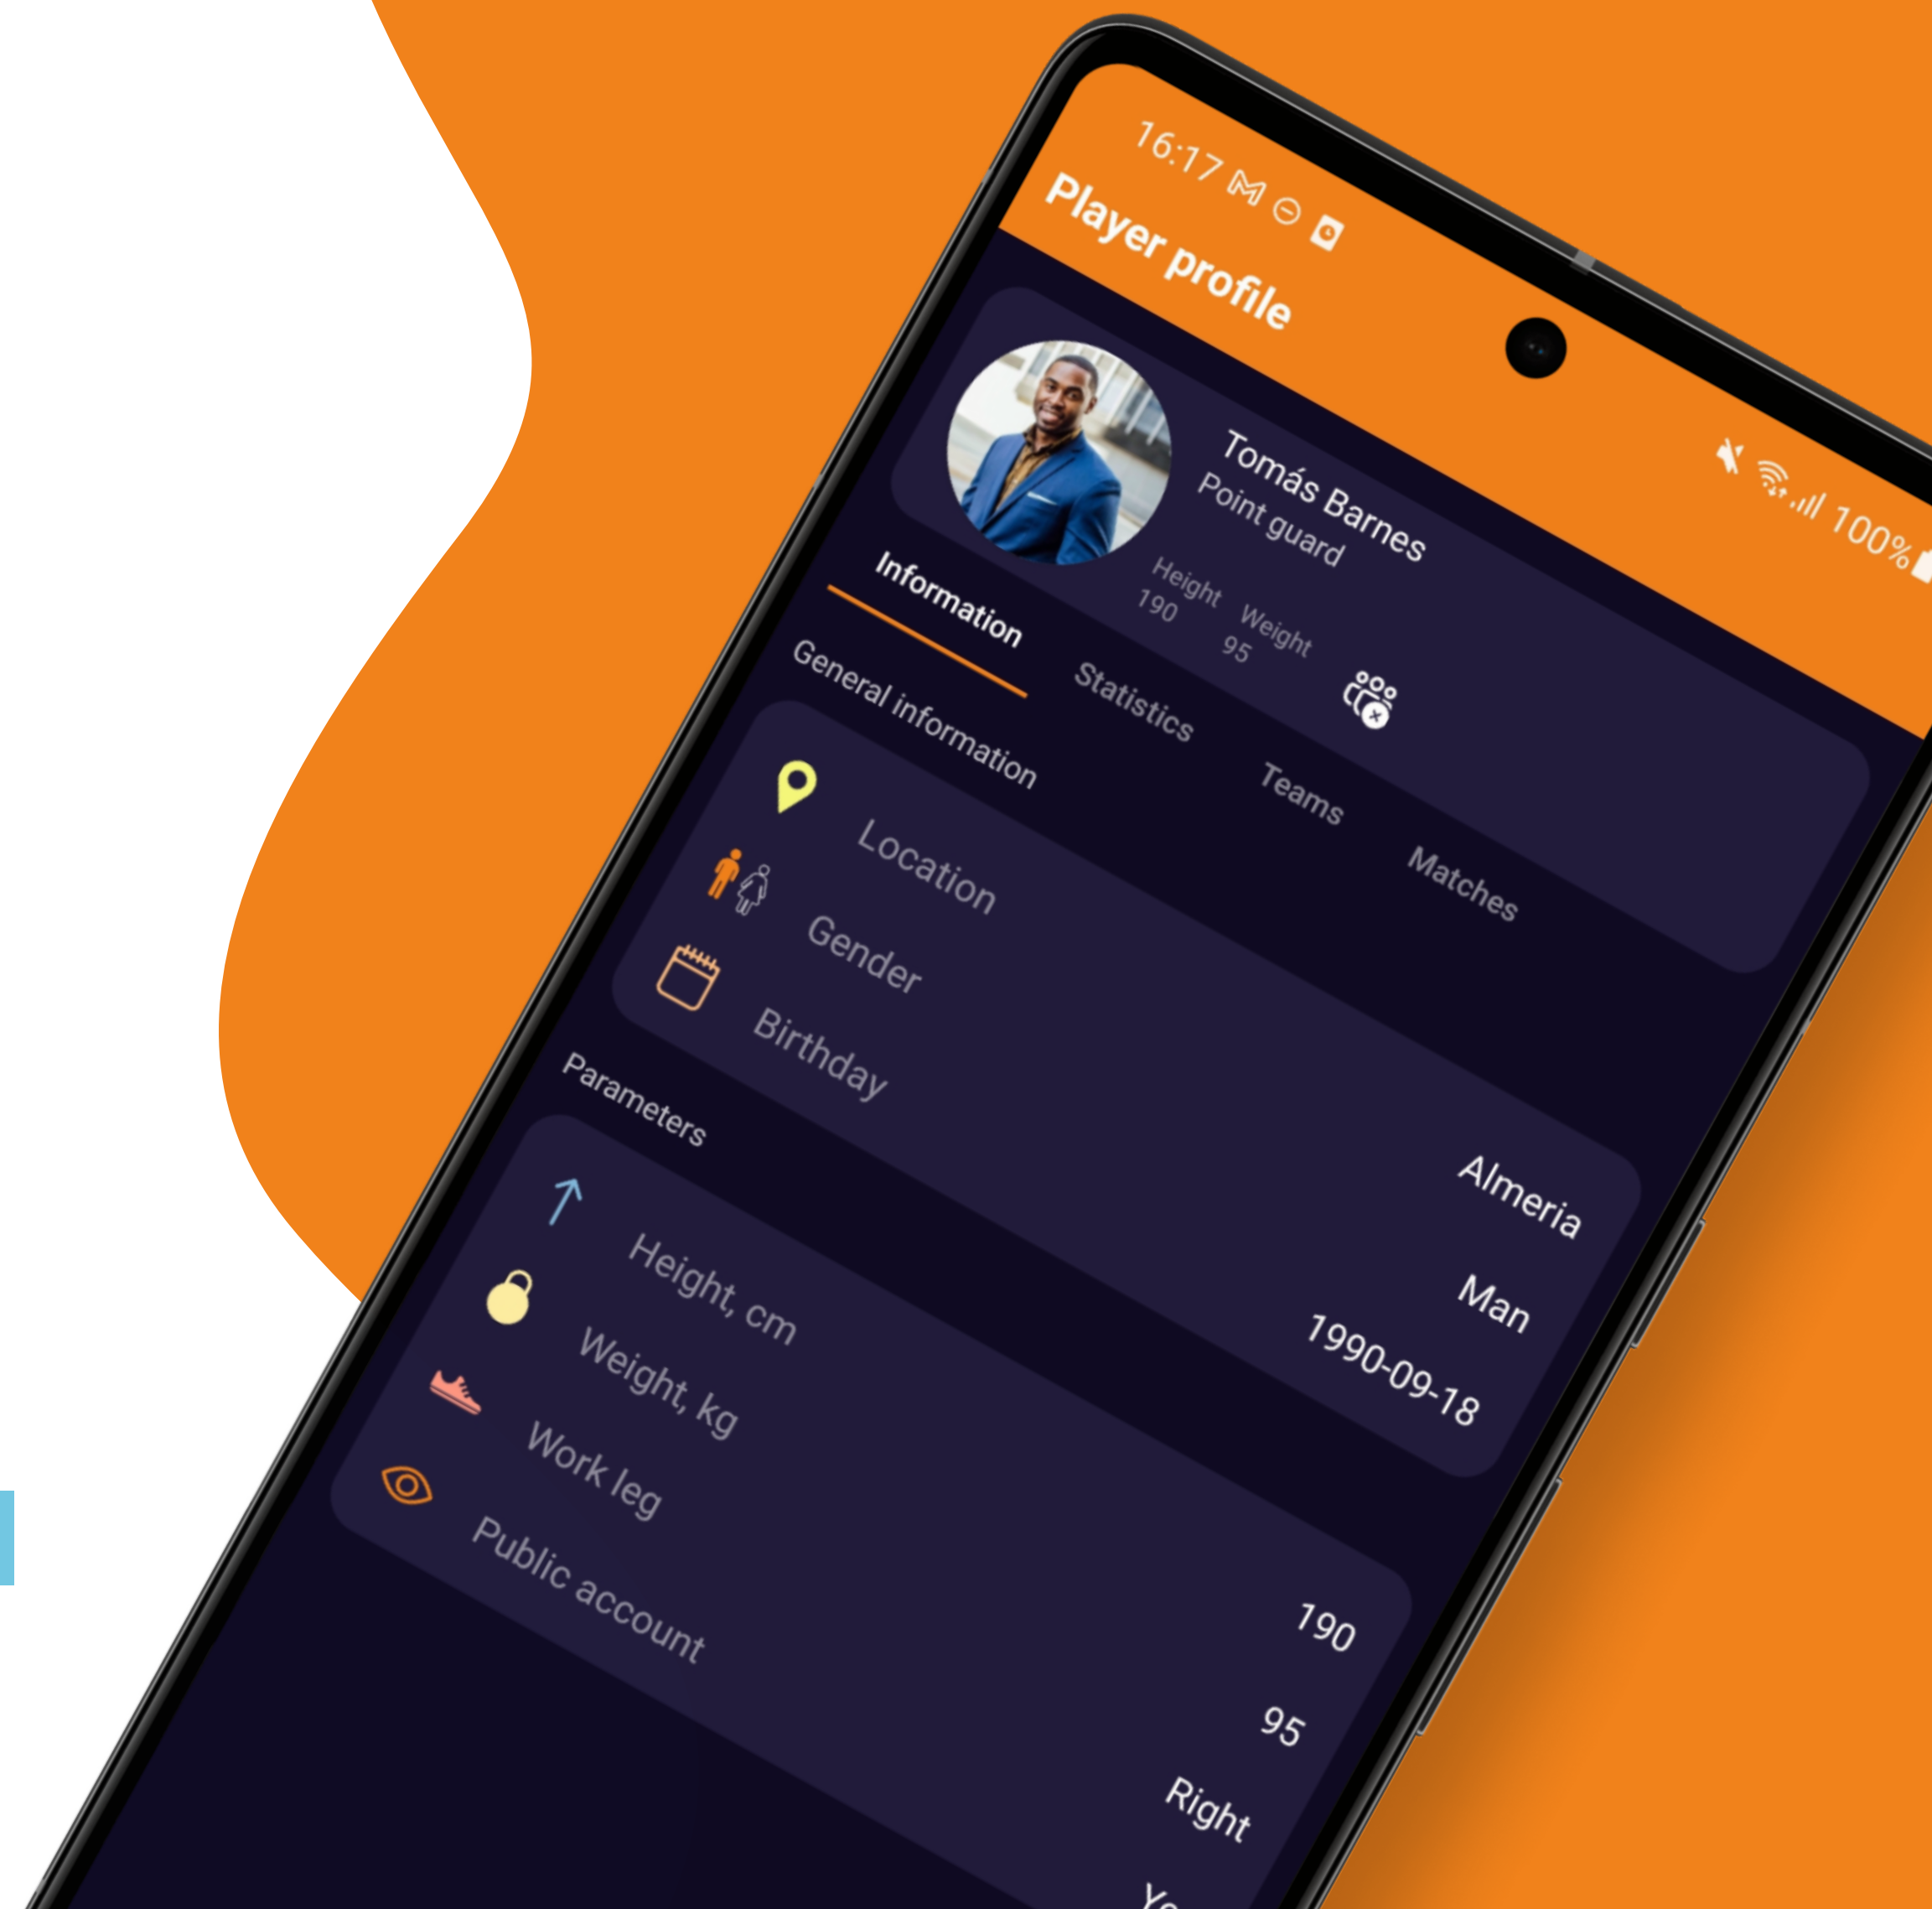 16:17
100%
Player profile
Tomás Barnes
Point guard
Height Weight
190 95
Information Statistics Teams Matches
General information
Location Almeria
Gender Man
Birthday 1990-09-18
Parameters
Height, cm 190
Weight, kg 95
Work leg Right
Public account